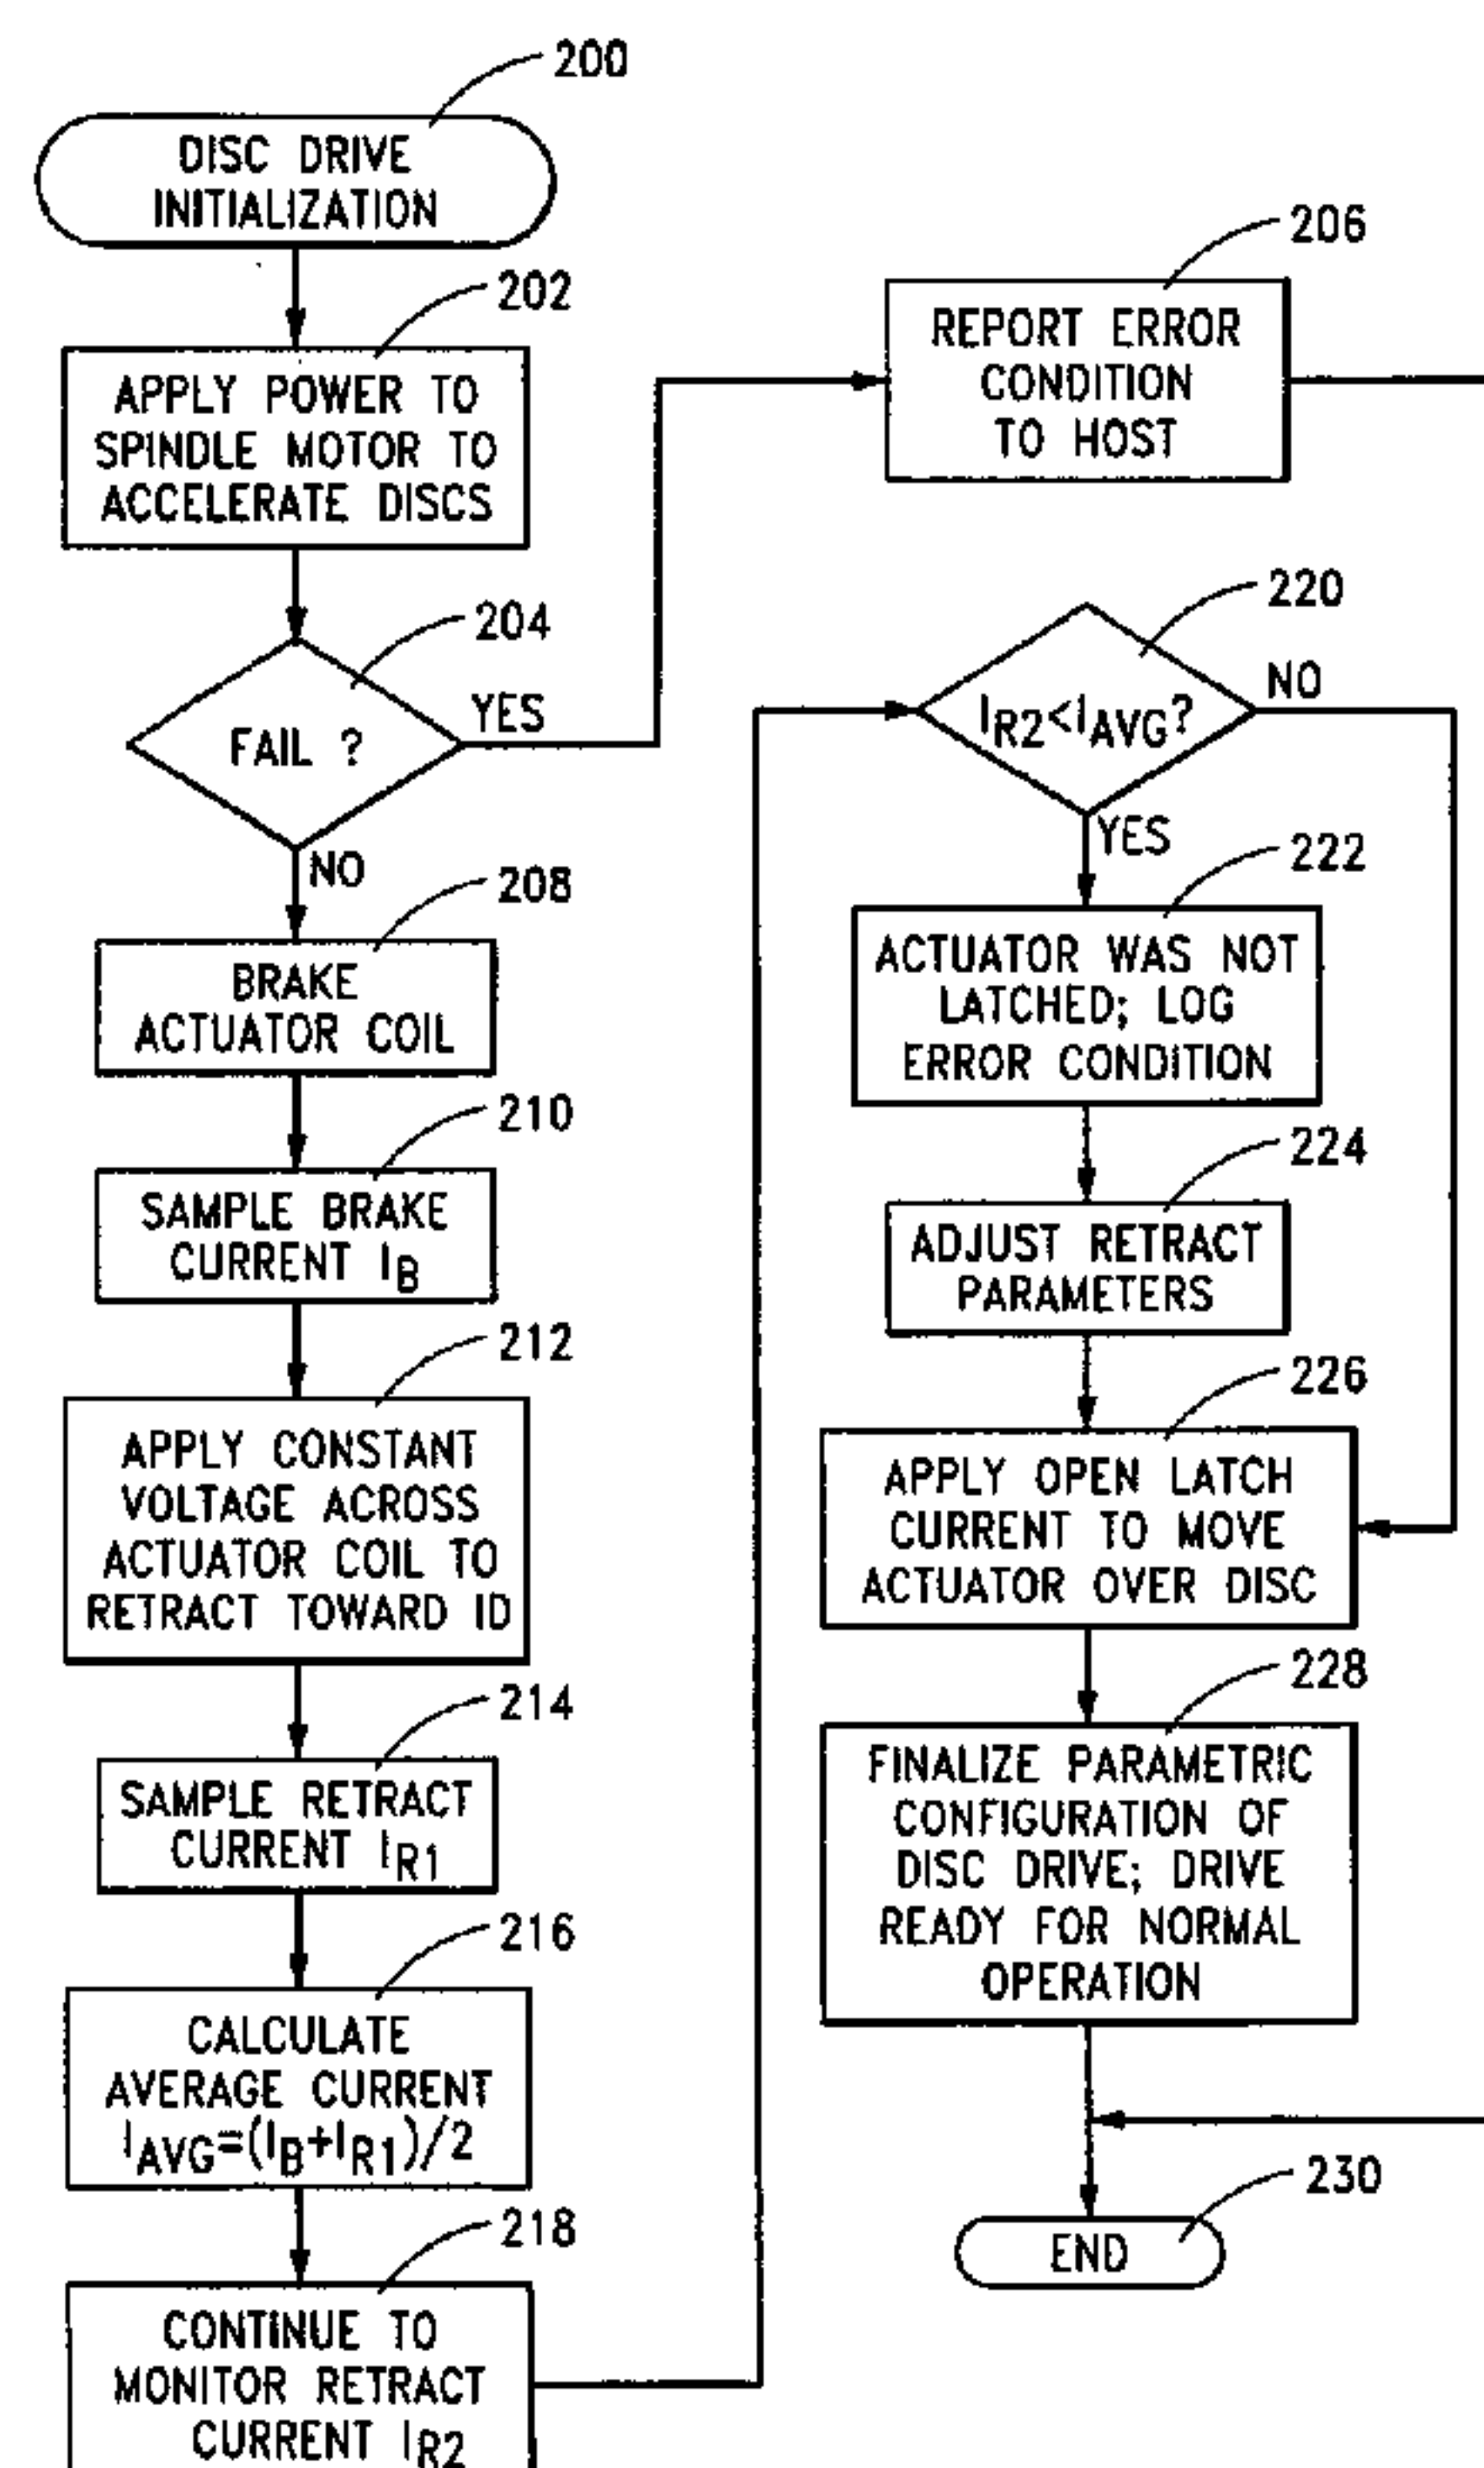 200
DISC DRIVE
INITIALIZATION
202
APPLY POWER TO
SPINDLE MOTOR TO
ACCELERATE DISCS
204
FAIL ?
YES
NO
206
REPORT ERROR
CONDITION
TO HOST
208
BRAKE
ACTUATOR COIL
210
SAMPLE BRAKE
CURRENT IB
212
APPLY CONSTANT
VOLTAGE ACROSS
ACTUATOR COIL TO
RETRACT TOWARD ID
214
SAMPLE RETRACT
CURRENT IR1
216
CALCULATE
AVERAGE CURRENT
IAVG=(IB+IR1)/2
218
CONTINUE TO
MONITOR RETRACT
CURRENT IR2
220
IR2<IAVG?
NO
YES
222
ACTUATOR WAS NOT
LATCHED; LOG
ERROR CONDITION
224
ADJUST RETRACT
PARAMETERS
226
APPLY OPEN LATCH
CURRENT TO MOVE
ACTUATOR OVER DISC
228
FINALIZE PARAMETRIC
CONFIGURATION OF
DISC DRIVE; DRIVE
READY FOR NORMAL
OPERATION
230
END